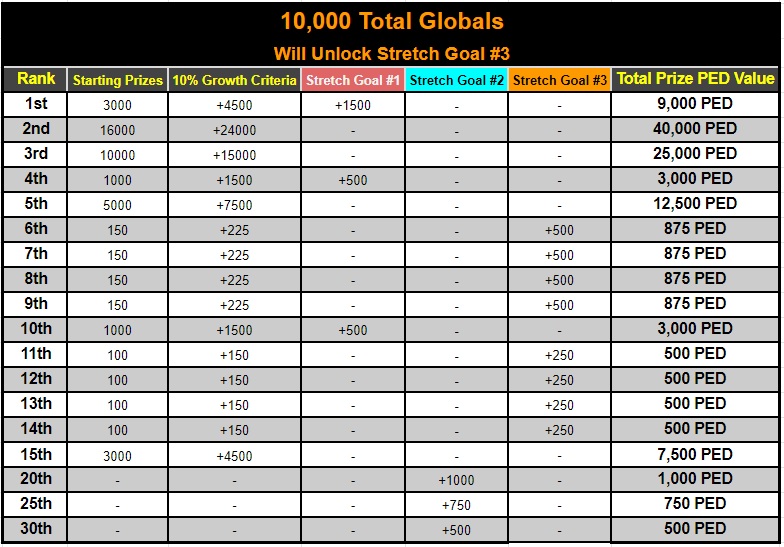 10,000 Total Globals
Will Unlock Stretch Goal #3
Rank Starting Prizes 10% Growth Criteria Stretch Goal #1 Stretch Goal #2 Stretch Goal #3 Total Prize PED Value
1st 3000 +4500 +1500 - - 9,000 PED
2nd 16000 +24000 - - - 40,000 PED
3rd 10000 +15000 - - - 25,000 PED
4th 1000 +1500 +500 - - 3,000 PED
5th 5000 +7500 - - - 12,500 PED
6th 150 +225 - - +500 875 PED
7th 150 +225 - - +500 875 PED
8th 150 +225 - - +500 875 PED
9th 150 +225 - - +500 875 PED
10th 1000 +1500 +500 - - 3,000 PED
11th 100 +150 - - +250 500 PED
12th 100 +150 - - +250 500 PED
13th 100 +150 - - +250 500 PED
14th 100 +150 - - +250 500 PED
15th 3000 +4500 - - - 7,500 PED
20th - - - +1000 - 1,000 PED
25th - - - +750 - 750 PED
30th - - - +500 - 500 PED